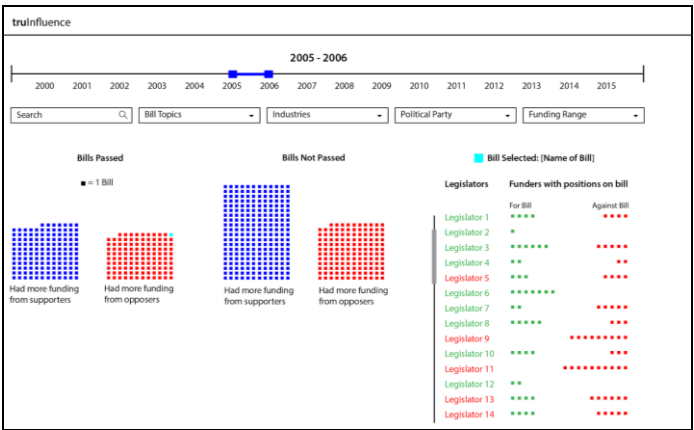 truInfluence
2005 - 2006
2000 2001 2002 2003 2004 2005 2006 2007 2008 2009 2010 2011 2012 2013 2014 2015
Search Bill Topics Industries Political Party Funding Range
Bills Passed
= 1 Bill
Had more funding
from supporters
Had more funding
from opposers
Bills Not Passed
Had more funding
from supporters
Had more funding
from opposers
Bill Selected: [Name of Bill]
Legislators Funders with positions on bill
For Bill Against Bill
Legislator 1
Legislator 2
Legislator 3
Legislator 4
Legislator 5
Legislator 6
Legislator 7
Legislator 8
Legislator 9
Legislator 10
Legislator 11
Legislator 12
Legislator 13
Legislator 14